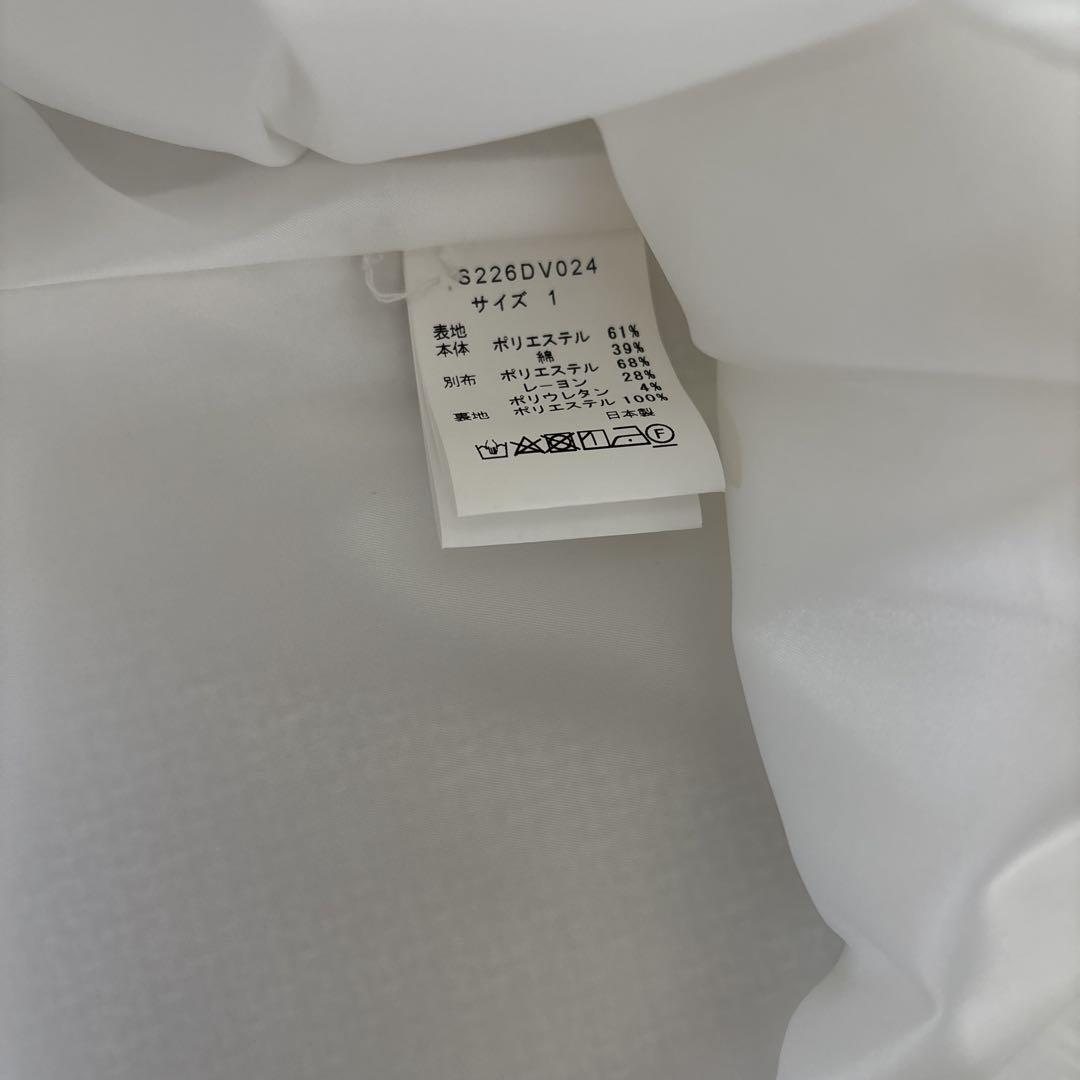 S226DV024
サイズ 1
表地
本体 ポリエステル 61%
綿 39%
別布 ポリエステル 68%
レーヨン 28%
ポリウレタン 4%
裏地 ポリエステル 100%
日本製
F